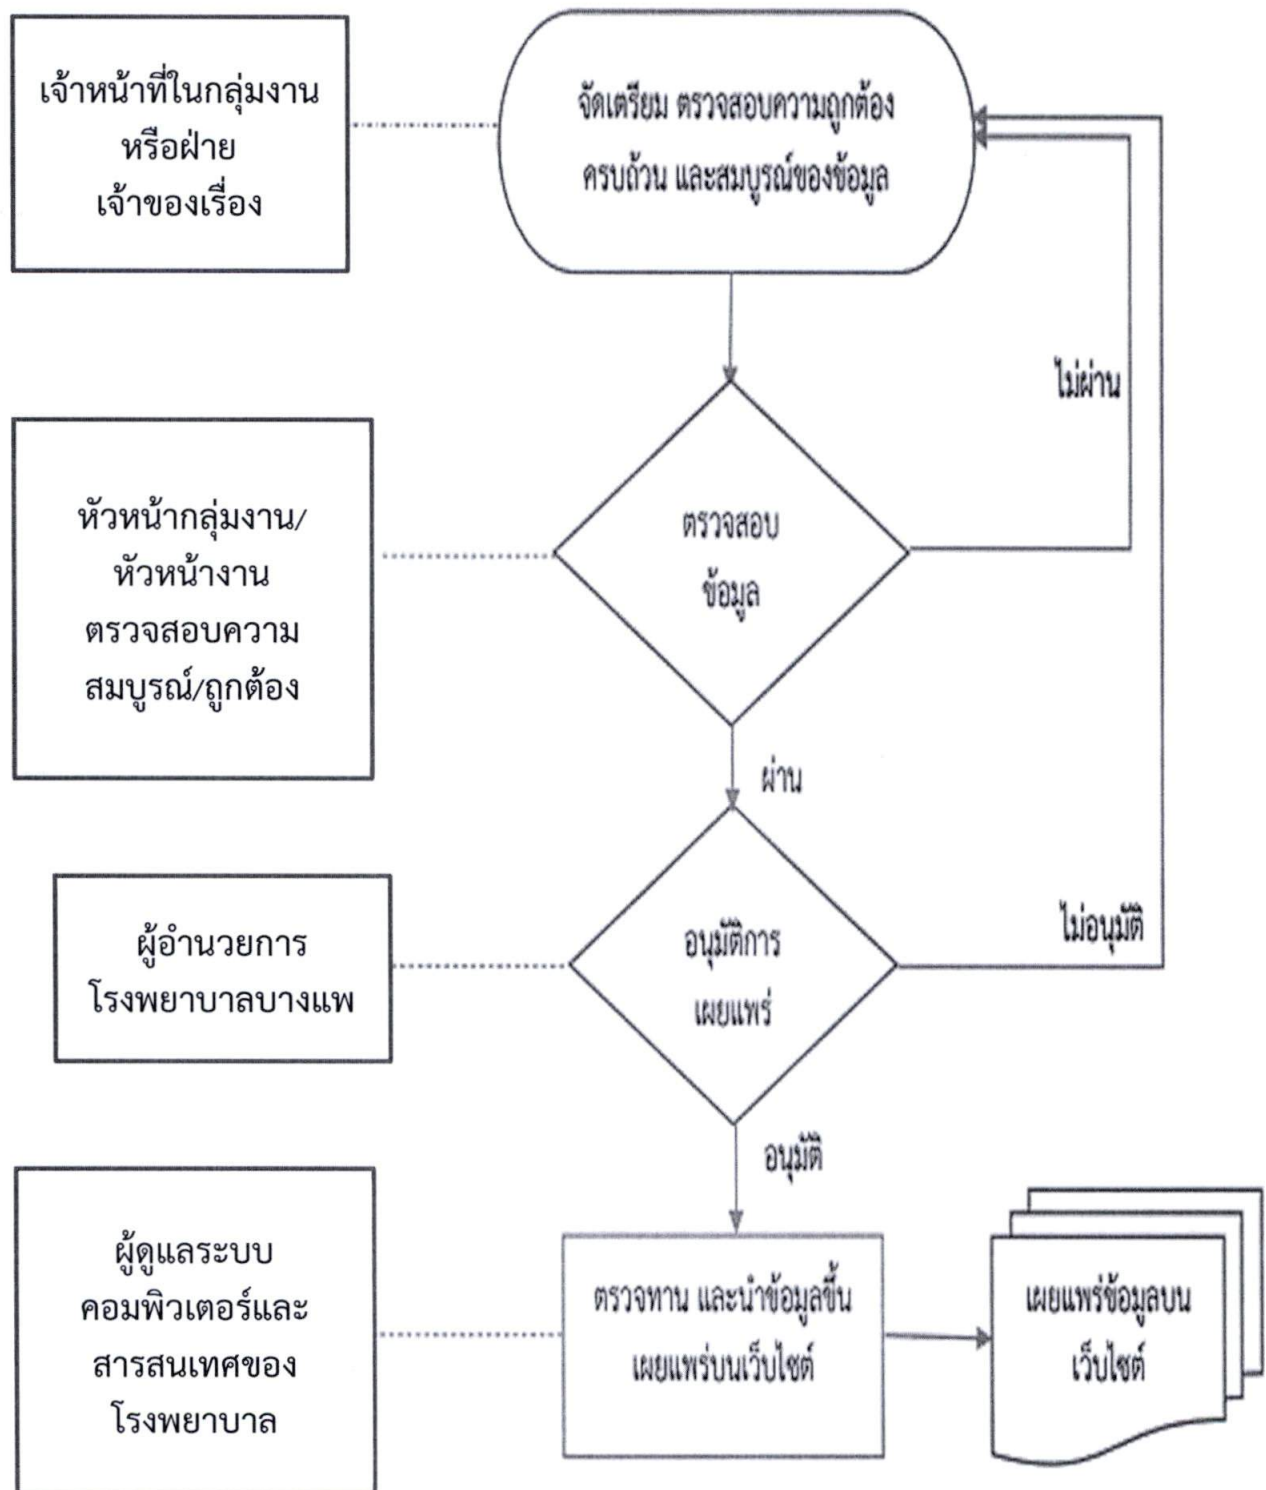 เจ้าหน้าที่ในกลุ่มงาน
หรือฝ่าย
เจ้าของเรื่อง
จัดเตรียม ตรวจสอบความถูกต้อง
ครบถ้วน และสมบูรณ์ของข้อมูล
ไม่ผ่าน
หัวหน้ากลุ่มงาน/
หัวหน้างาน
ตรวจสอบความ
สมบูรณ์/ถูกต้อง
ตรวจสอบ
ข้อมูล
ผ่าน
ผู้อำนวยการ
โรงพยาบาลบางแพ
อนุมัติการ
เผยแพร่
ไม่อนุมัติ
อนุมัติ
ผู้ดูแลระบบ
คอมพิวเตอร์และ
สารสนเทศของ
โรงพยาบาล
ตรวจทาน และนำข้อมูลขึ้น
เผยแพร่บนเว็บไซต์
เผยแพร่ข้อมูลบน
เว็บไซต์